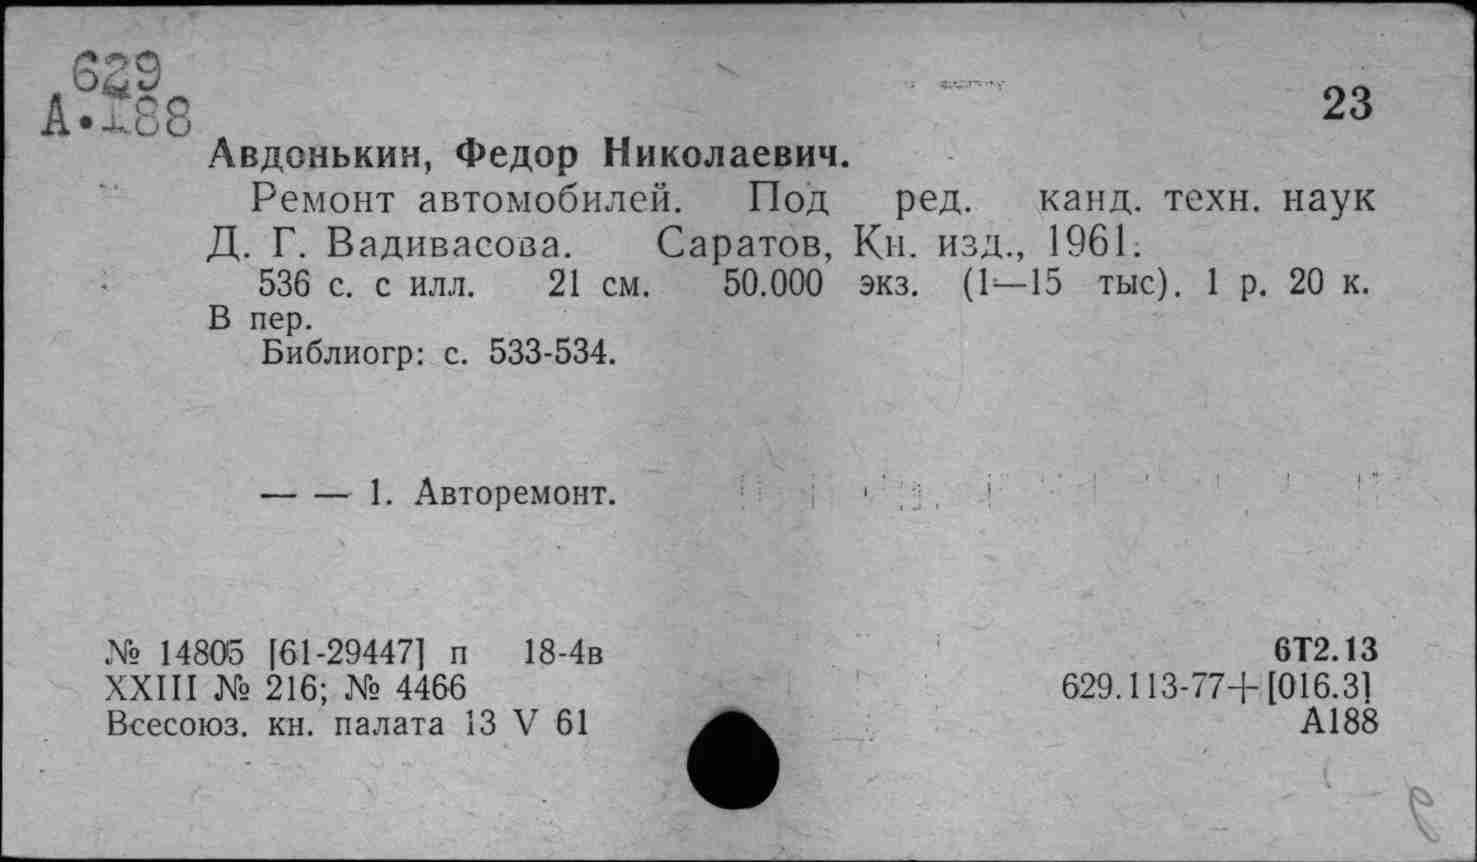 629
А•188
23
Авдонькин, Федор Николаевич.
Ремонт автомобилей. Под ред. канд. техн. наук
Д. Г. Вадивасова. Саратов, Кн. изд., 1961.
536 с. с илл. 21 см. 50.000 экз. (1—15 тыс). 1 р. 20 к.
В пер.
Библиогр: с. 533-534.
— — 1. Авторемонт.
№ 14805 [61-29447] п 18-4в
XXIII № 216; № 4466
Всесоюз. кн. палата 13 V 61
6Т2.13
629.113-77+[016.3]
А188